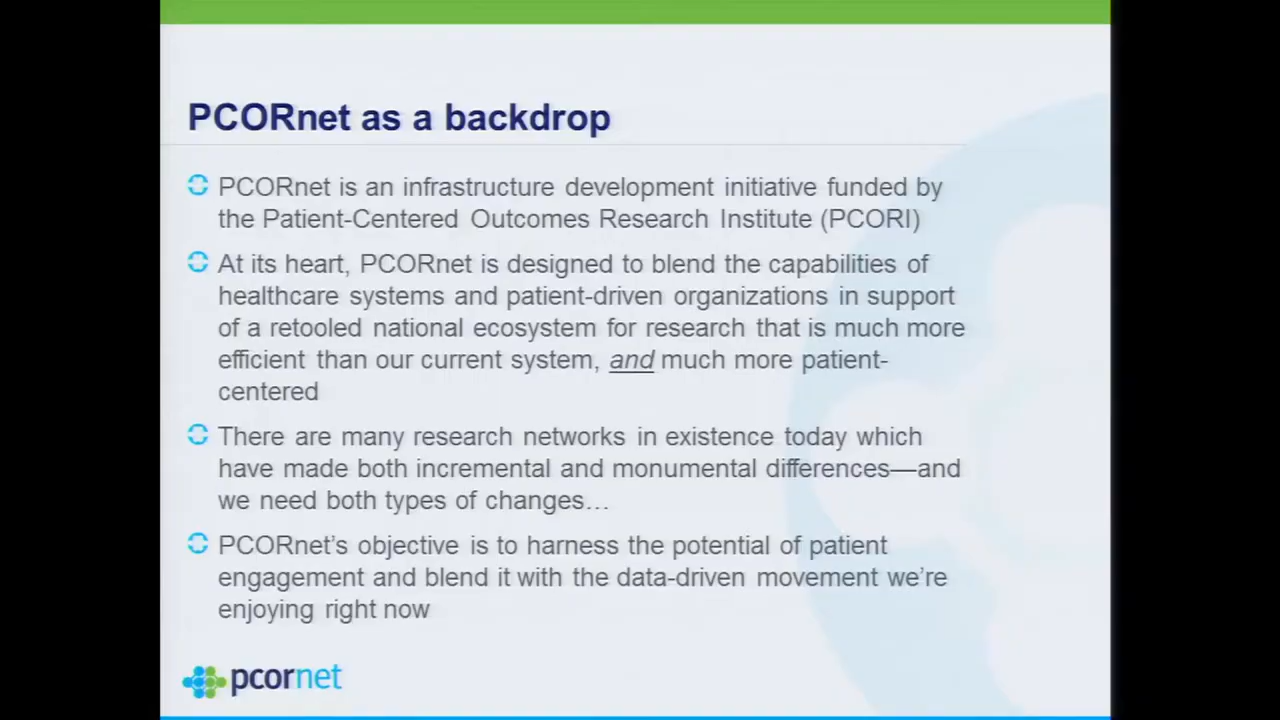 PCORnet as a backdrop
PCORnet is an infrastructure development initiative funded by
the Patient-Centered Outcomes Research Institute (PCORI)
At its heart, PCORnet is designed to blend the capabilities of
healthcare systems and patient-driven organizations in support
of a retooled national ecosystem for research that is much more
efficient than our current system, and much more patient-
centered
There are many research networks in existence today which
have made both incremental and monumental differences—and
we need both types of changes…
PCORnet’s objective is to harness the potential of patient
engagement and blend it with the data-driven movement we’re
enjoying right now
pcornet